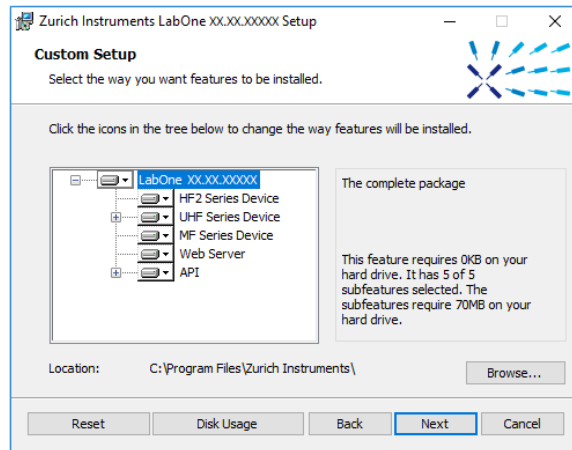 Zurich Instruments LabOne XX.XX.XXXXX Setup
Custom Setup
Select the way you want features to be installed.
Click the icons in the tree below to change the way features will be installed.
LabOne XX.XX.XXXXX
HF2 Series Device
UHF Series Device
MF Series Device
Web Server
API
The complete package
This feature requires 0KB on your
hard drive. It has 5 of 5
subfeatures selected. The
subfeatures require 70MB on your
hard drive.
Location: C:\Program Files\Zurich Instruments\
Browse...
Reset Disk Usage Back Next Cancel